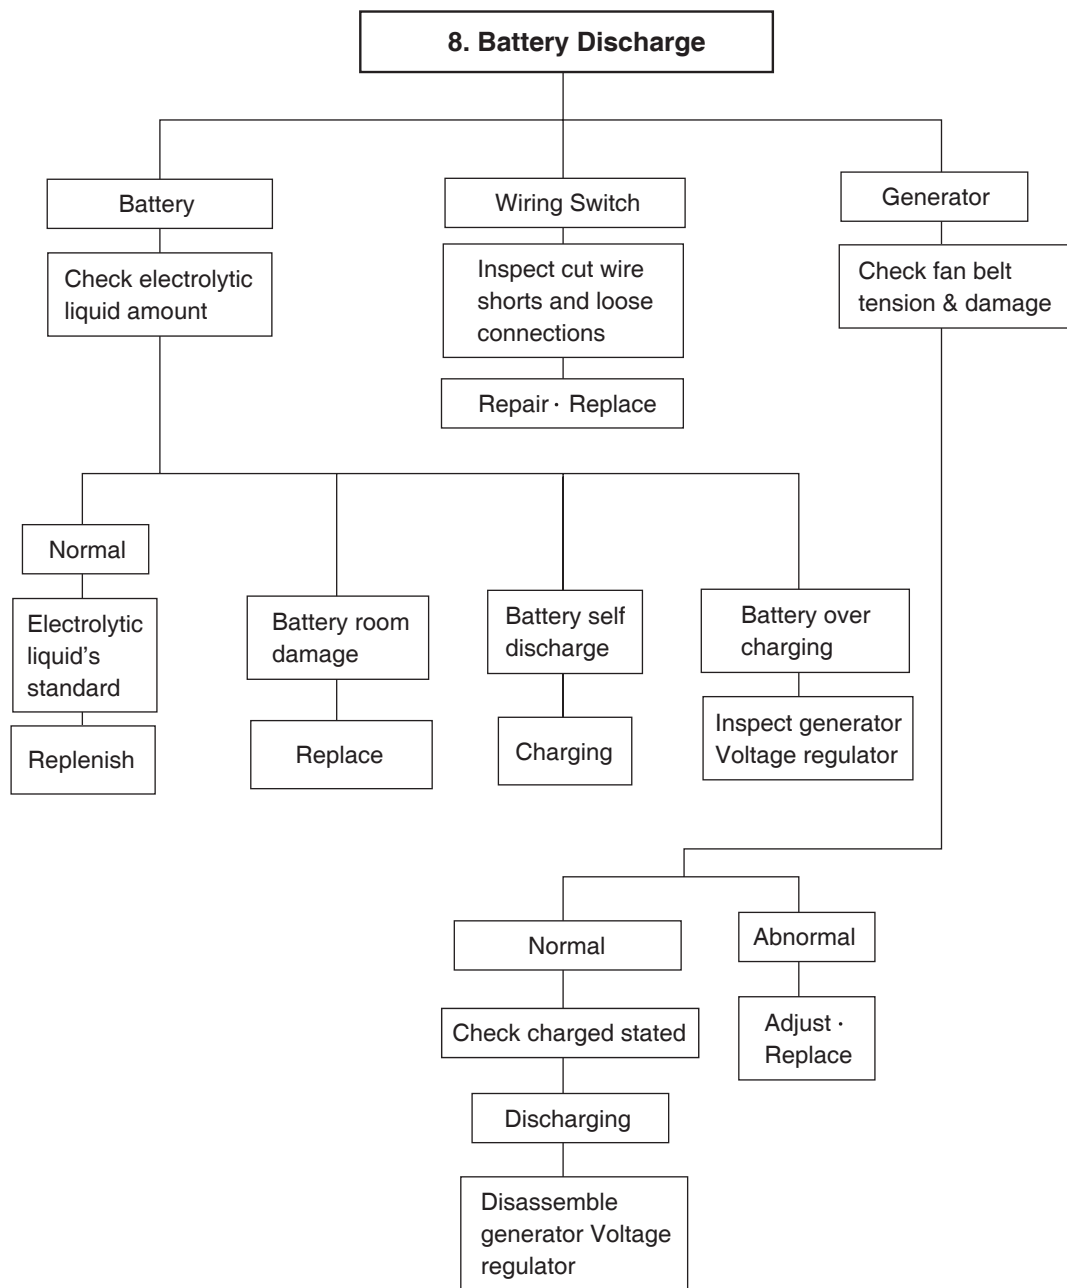 8. Battery Discharge
Battery
Wiring Switch
Generator
Check electrolytic
liquid amount
Inspect cut wire
shorts and loose
connections
Check fan belt
tension & damage
Repair · Replace
Normal
Electrolytic
liquid's
standard
Replenish
Battery room
damage
Replace
Battery self
discharge
Charging
Battery over
charging
Inspect generator
Voltage regulator
Normal
Abnormal
Check charged stated
Adjust ·
Replace
Discharging
Disassemble
generator Voltage
regulator